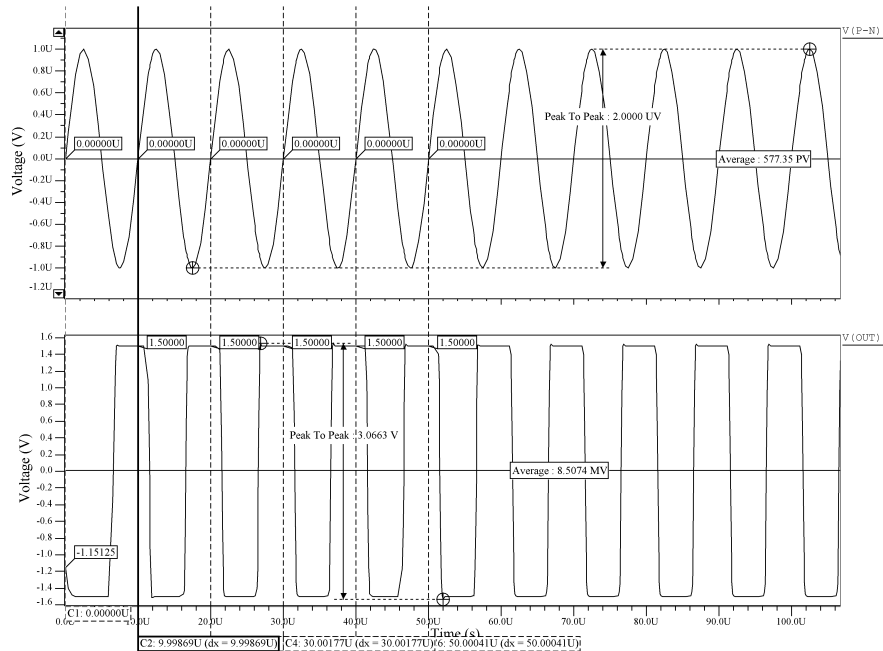 V(P-N)
1.0U
0.8U
0.6U
0.4U
0.2U
0.0U
-0.2U
-0.4U
-0.6U
-0.8U
-1.0U
-1.2U
Voltage (V)
0.00000U
0.00000U
0.00000U
0.00000U
0.00000U
0.00000U
Peak To Peak : 2.0000 UV
Average : 577.35 PV
V(OUT)
1.6
1.4
1.2
1.0
0.8
0.6
0.4
0.2
0.0
-0.2
-0.4
-0.6
-0.8
-1.0
-1.2
-1.4
-1.6
Voltage (V)
1.50000
1.50000
1.50000
1.50000
1.50000
Peak To Peak : 3.0663 V
Average : 8.5074 MV
-1.15125
C1: 0.00000U
20.0U
30.0U
40.0U
50.0U
60.0U
70.0U
80.0U
90.0U
100.0U
Time (s)
C2: 9.99869U (dx = 9.99869U)
C4: 30.00177U (dx = 30.00177U)
6: 50.00041U (dx = 50.00041U)